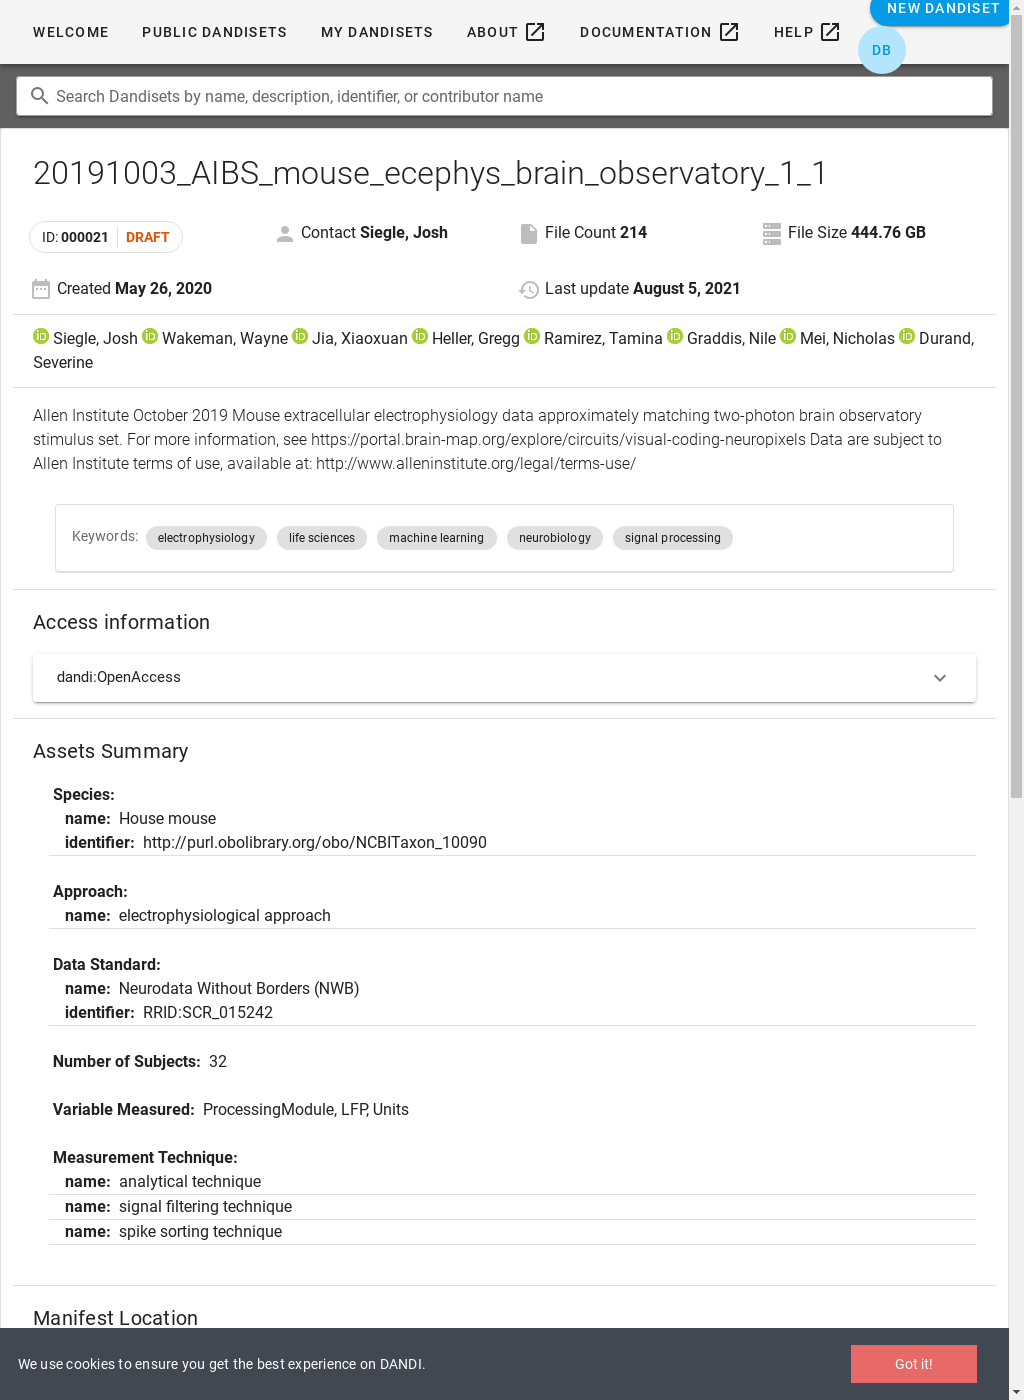 NEW DANDISET
WELCOME PUBLIC DANDISETS MY DANDISETS ABOUT DOCUMENTATION HELP
DB
Search Dandisets by name, description, identifier, or contributor name
20191003_AIBS_mouse_ecephys_brain_observatory_1_1
ID: 000021 DRAFT Contact Siegle, Josh File Count 214 File Size 444.76 GB
Created May 26, 2020 Last update August 5, 2021
iD Siegle, Josh iD Wakeman, Wayne iD Jia, Xiaoxuan iD Heller, Gregg iD Ramirez, Tamina iD Graddis, Nile iD Mei, Nicholas iD Durand,
Severine
Allen Institute October 2019 Mouse extracellular electrophysiology data approximately matching two-photon brain observatory
stimulus set. For more information, see https://portal.brain-map.org/explore/circuits/visual-coding-neuropixels Data are subject to
Allen Institute terms of use, available at: http://www.alleninstitute.org/legal/terms-use/
Keywords: electrophysiology life sciences machine learning neurobiology signal processing
Access information
dandi:OpenAccess
Assets Summary
Species:
name: House mouse
identifier: http://purl.obolibrary.org/obo/NCBITaxon_10090
Approach:
name: electrophysiological approach
Data Standard:
name: Neurodata Without Borders (NWB)
identifier: RRID:SCR_015242
Number of Subjects: 32
Variable Measured: ProcessingModule, LFP, Units
Measurement Technique:
name: analytical technique
name: signal filtering technique
name: spike sorting technique
Manifest Location
We use cookies to ensure you get the best experience on DANDI. Got it!